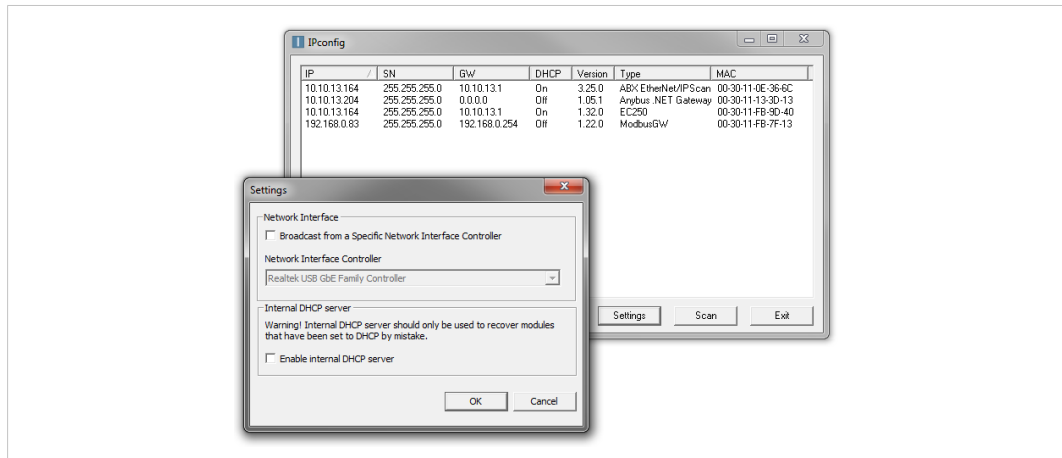 IPconfig
IP / SN GW DHCP Version Type MAC
10.10.13.164 255.255.255.0 10.10.13.1 On 3.25.0 ABX EtherNet/IPScan 00-30-11-0E-36-6C
10.10.13.204 255.255.255.0 0.0.0.0 Off 1.05.1 Anybus .NET Gateway 00-30-11-13-3D-13
10.10.13.164 255.255.255.0 10.10.13.1 On 1.32.0 EC250 00-30-11-FB-9D-40
192.168.0.83 255.255.255.0 192.168.0.254 Off 1.22.0 ModbusGW 00-30-11-FB-7F-13
Settings Scan Exit
Settings
Network Interface
Broadcast from a Specific Network Interface Controller
Network Interface Controller
Realtek USB GbE Family Controller
Internal DHCP server
Warning! Internal DHCP server should only be used to recover modules
that have been set to DHCP by mistake.
Enable internal DHCP server
OK Cancel